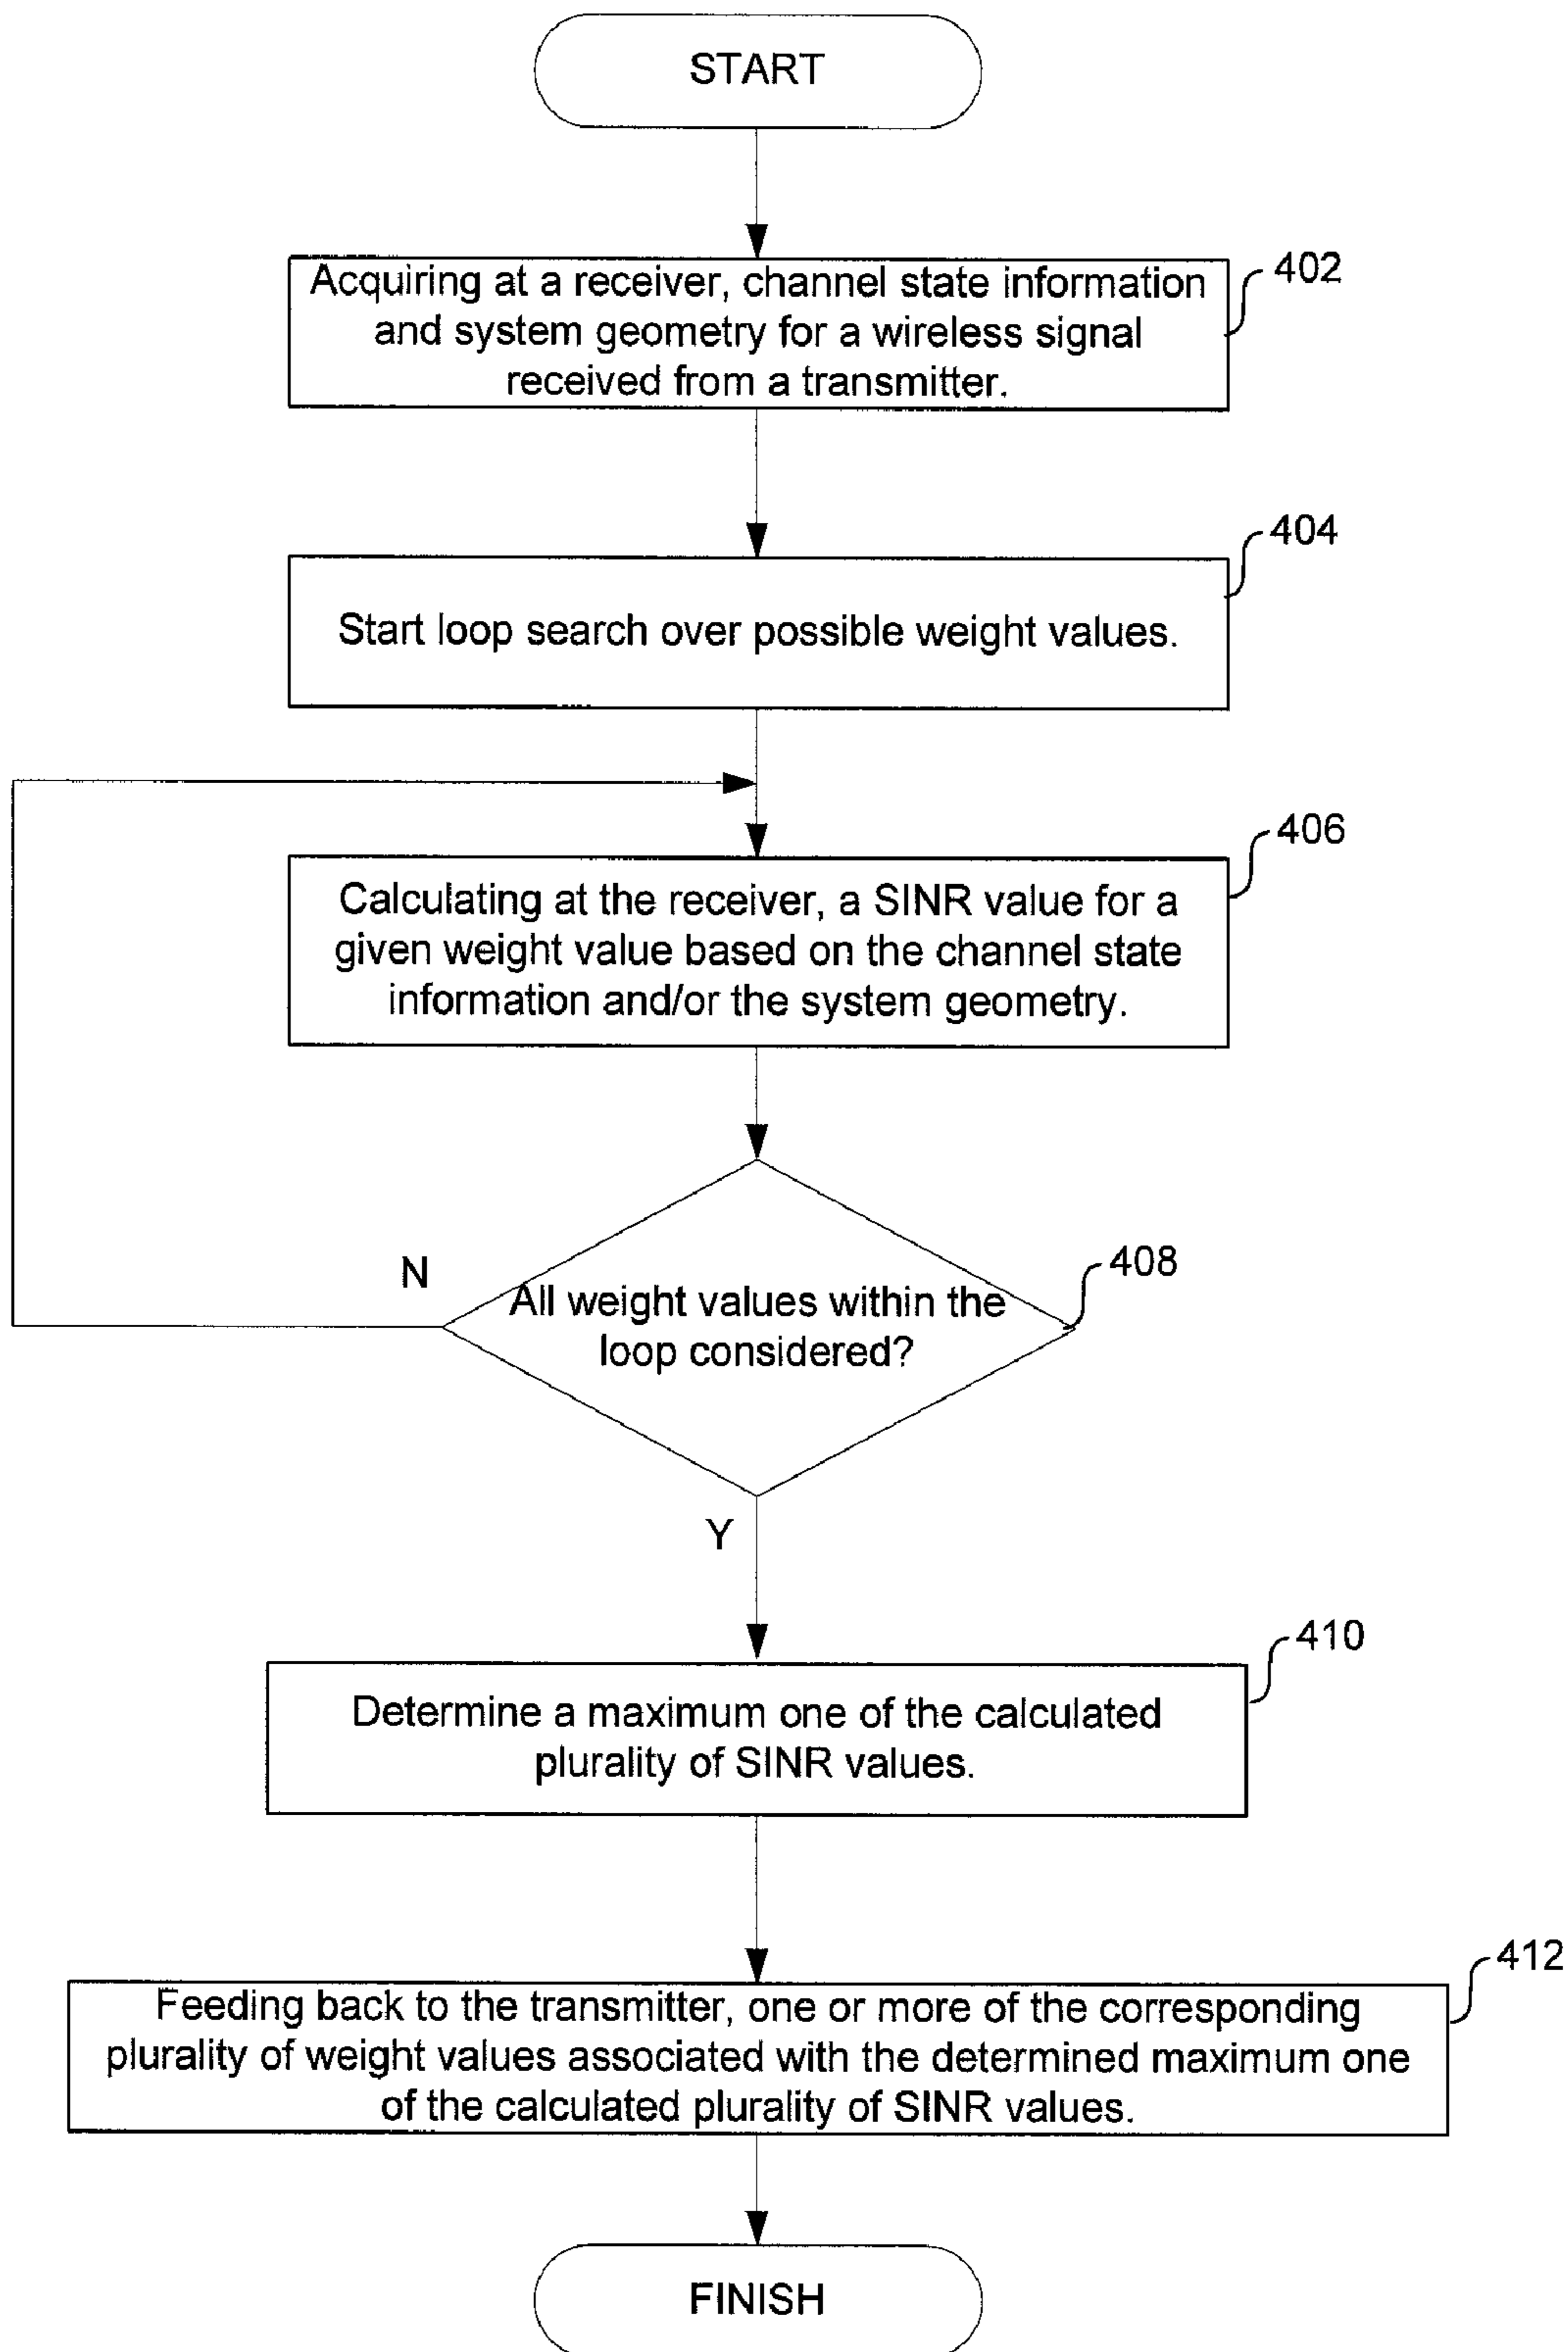 START
402
Acquiring at a receiver, channel state information
and system geometry for a wireless signal
received from a transmitter.
404
Start loop search over possible weight values.
406
Calculating at the receiver, a SINR value for a
given weight value based on the channel state
information and/or the system geometry.
408
N
All weight values within the
loop considered?
Y
410
Determine a maximum one of the calculated
plurality of SINR values.
412
Feeding back to the transmitter, one or more of the corresponding
plurality of weight values associated with the determined maximum one
of the calculated plurality of SINR values.
FINISH